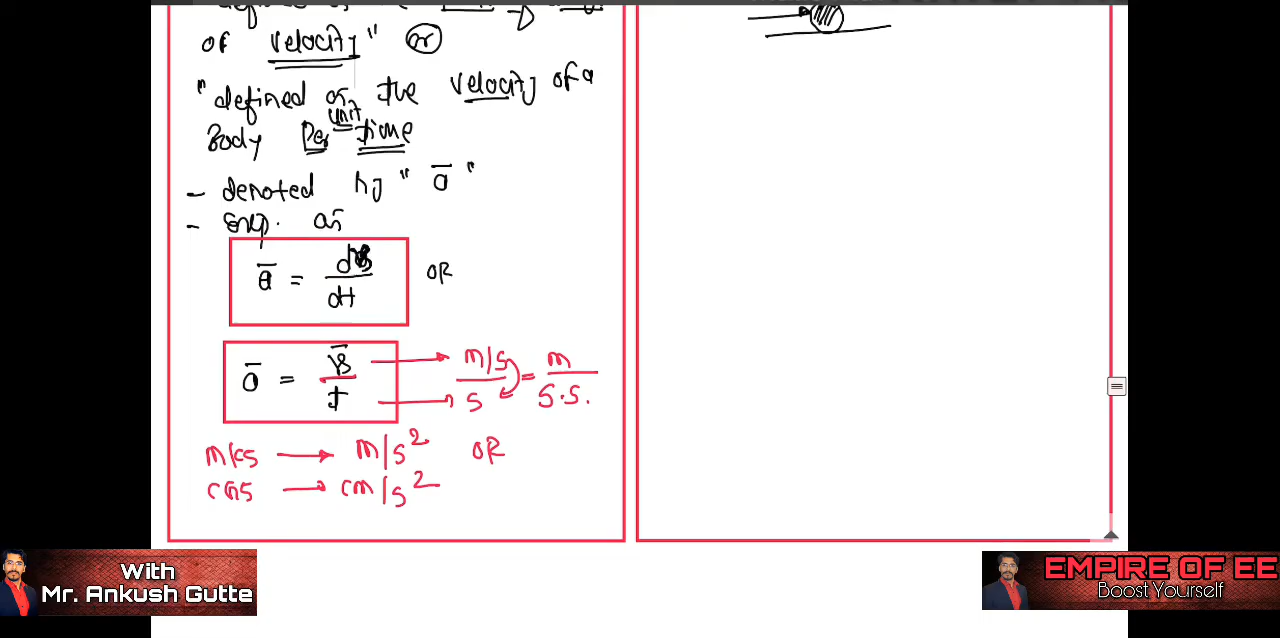 of velocity" or
"defined as the velocity of a
Body Per unit time
- denoted by " a̅ "
- Exp. as
a̅ = dv̅/dt OR
a̅ = v̅/t → m/s / s = m / s.s.
MKS → m/s² OR
CGS → cm/s²
With
Mr. Ankush Gutte
EMPIRE OF EE
Boost Yourself